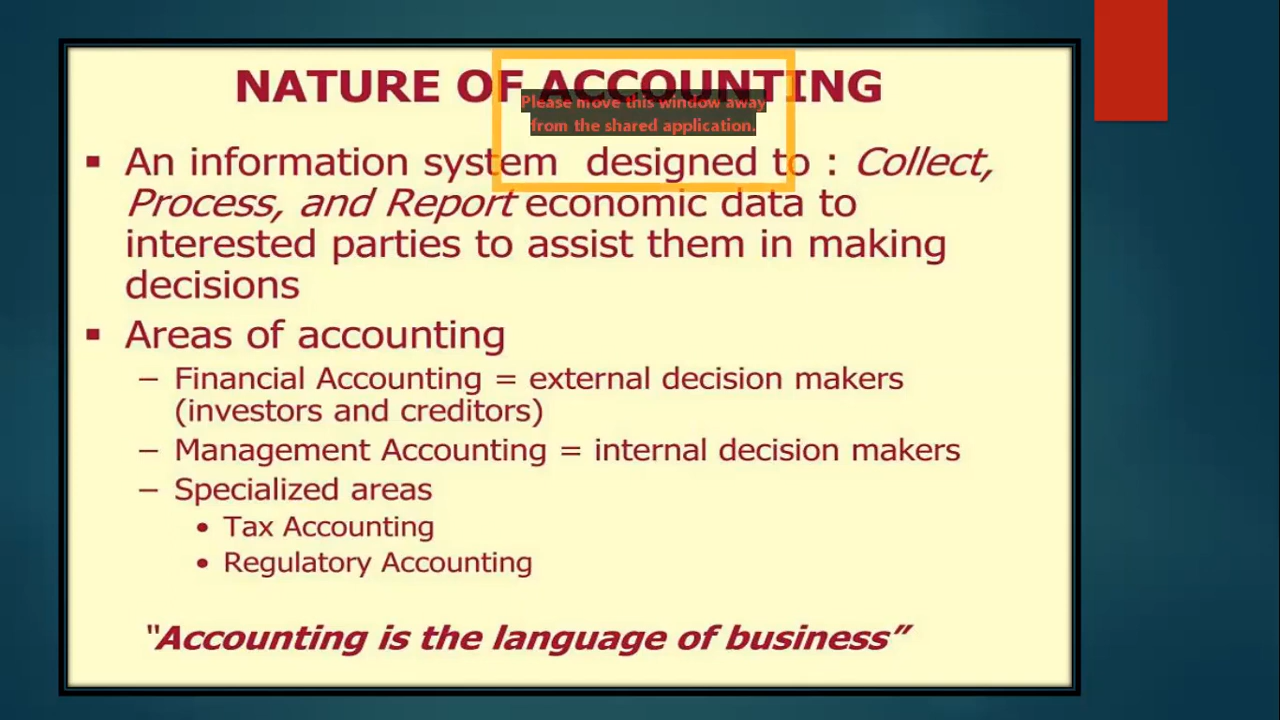 NATURE OF ACCOUNTING
Please move this window away
from the shared application.
▪ An information system designed to : Collect,
Process, and Report economic data to
interested parties to assist them in making
decisions
▪ Areas of accounting
– Financial Accounting = external decision makers
(investors and creditors)
– Management Accounting = internal decision makers
– Specialized areas
• Tax Accounting
• Regulatory Accounting
"Accounting is the language of business”